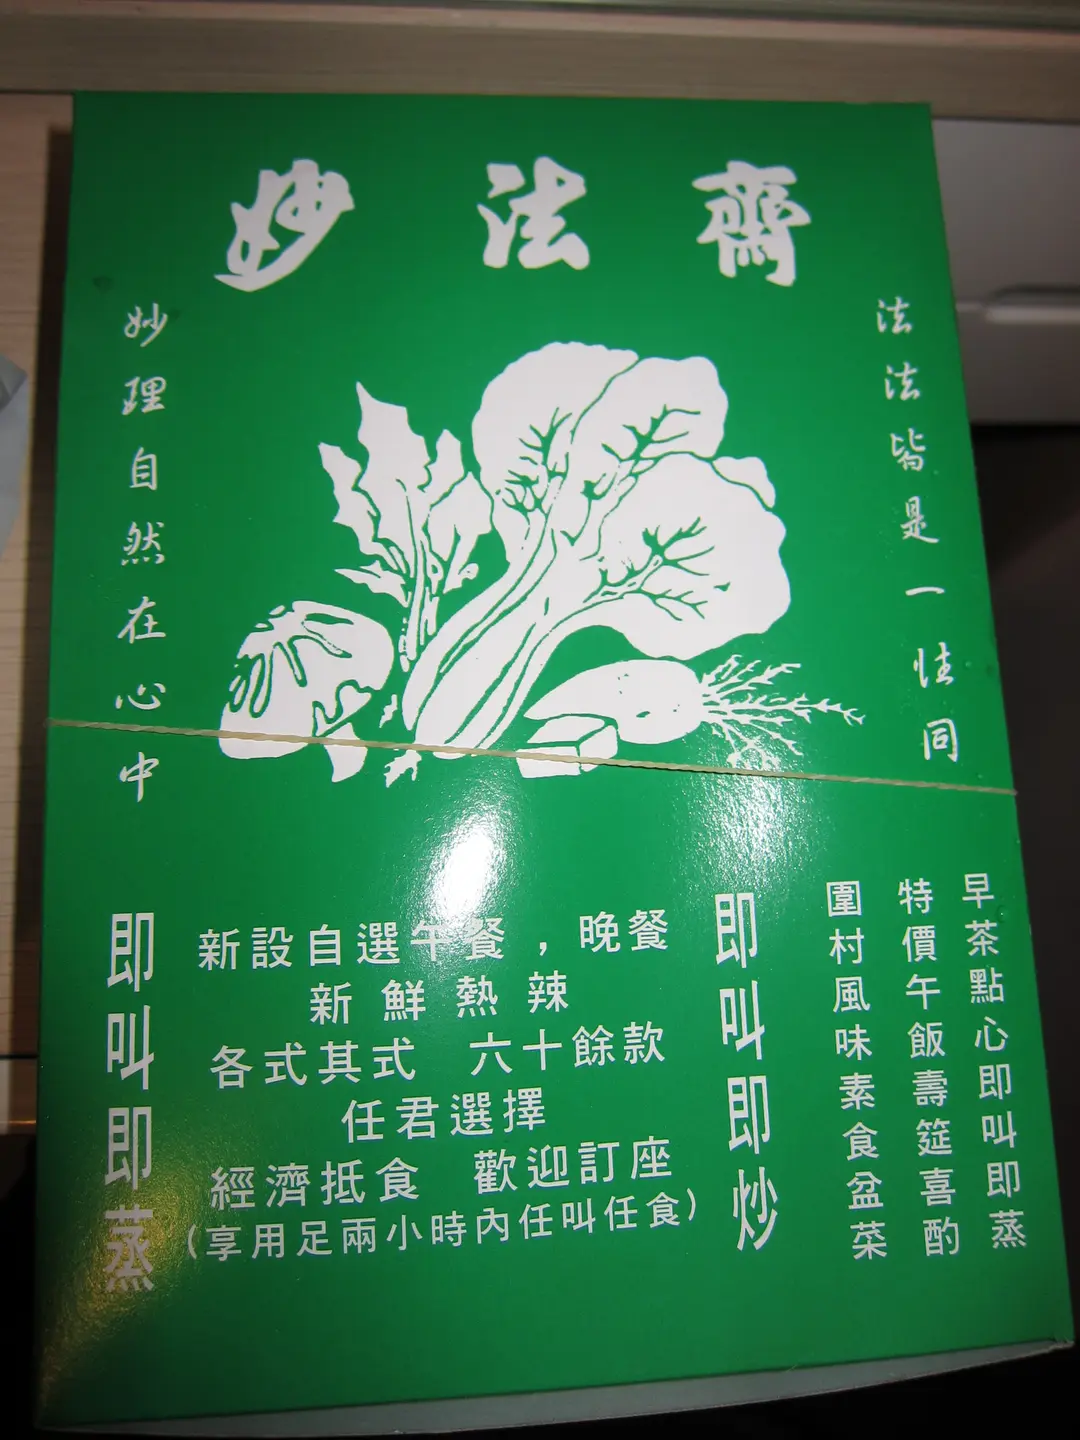 妙法齋
法法皆是一性同
妙理自然在心中
早茶點心即叫即蒸
特價午飯壽筵喜酌
圍村風味素食盆菜
即叫即炒
新設自選午餐，晚餐
新鮮熱辣
各式其式 六十餘款
任君選擇
經濟抵食 歡迎訂座
(享用足兩小時內任叫任食)
即叫即蒸